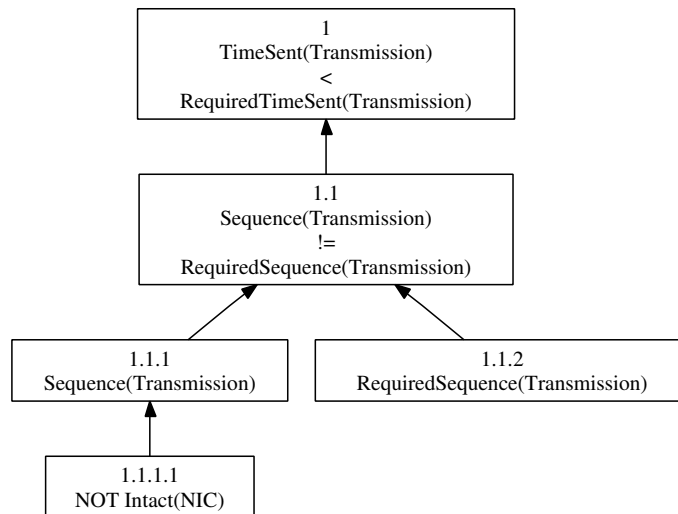 1
TimeSent(Transmission)
<
RequiredTimeSent(Transmission)
1.1
Sequence(Transmission)
!=
RequiredSequence(Transmission)
1.1.1
Sequence(Transmission)
1.1.2
RequiredSequence(Transmission)
1.1.1.1
NOT Intact(NIC)